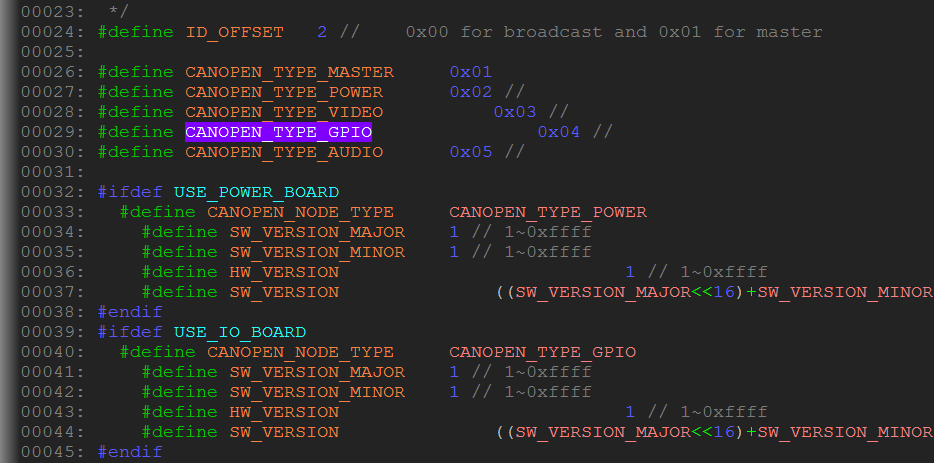 00023:  */
00024: #define ID_OFFSET   2 //    0x00 for broadcast and 0x01 for master
00025:
00026: #define CANOPEN_TYPE_MASTER     0x01
00027: #define CANOPEN_TYPE_POWER      0x02 //
00028: #define CANOPEN_TYPE_VIDEO          0x03 //
00029: #define CANOPEN_TYPE_GPIO               0x04 //
00030: #define CANOPEN_TYPE_AUDIO      0x05 //
00031:
00032: #ifdef USE_POWER_BOARD
00033:   #define CANOPEN_NODE_TYPE     CANOPEN_TYPE_POWER
00034:     #define SW_VERSION_MAJOR    1 // 1~0xffff
00035:     #define SW_VERSION_MINOR    1 // 1~0xffff
00036:     #define HW_VERSION                          1 // 1~0xffff
00037:     #define SW_VERSION              ((SW_VERSION_MAJOR<<16)+SW_VERSION_MINOR
00038: #endif
00039: #ifdef USE_IO_BOARD
00040:   #define CANOPEN_NODE_TYPE     CANOPEN_TYPE_GPIO
00041:     #define SW_VERSION_MAJOR    1 // 1~0xffff
00042:     #define SW_VERSION_MINOR    1 // 1~0xffff
00043:     #define HW_VERSION                          1 // 1~0xffff
00044:     #define SW_VERSION              ((SW_VERSION_MAJOR<<16)+SW_VERSION_MINOR
00045: #endif